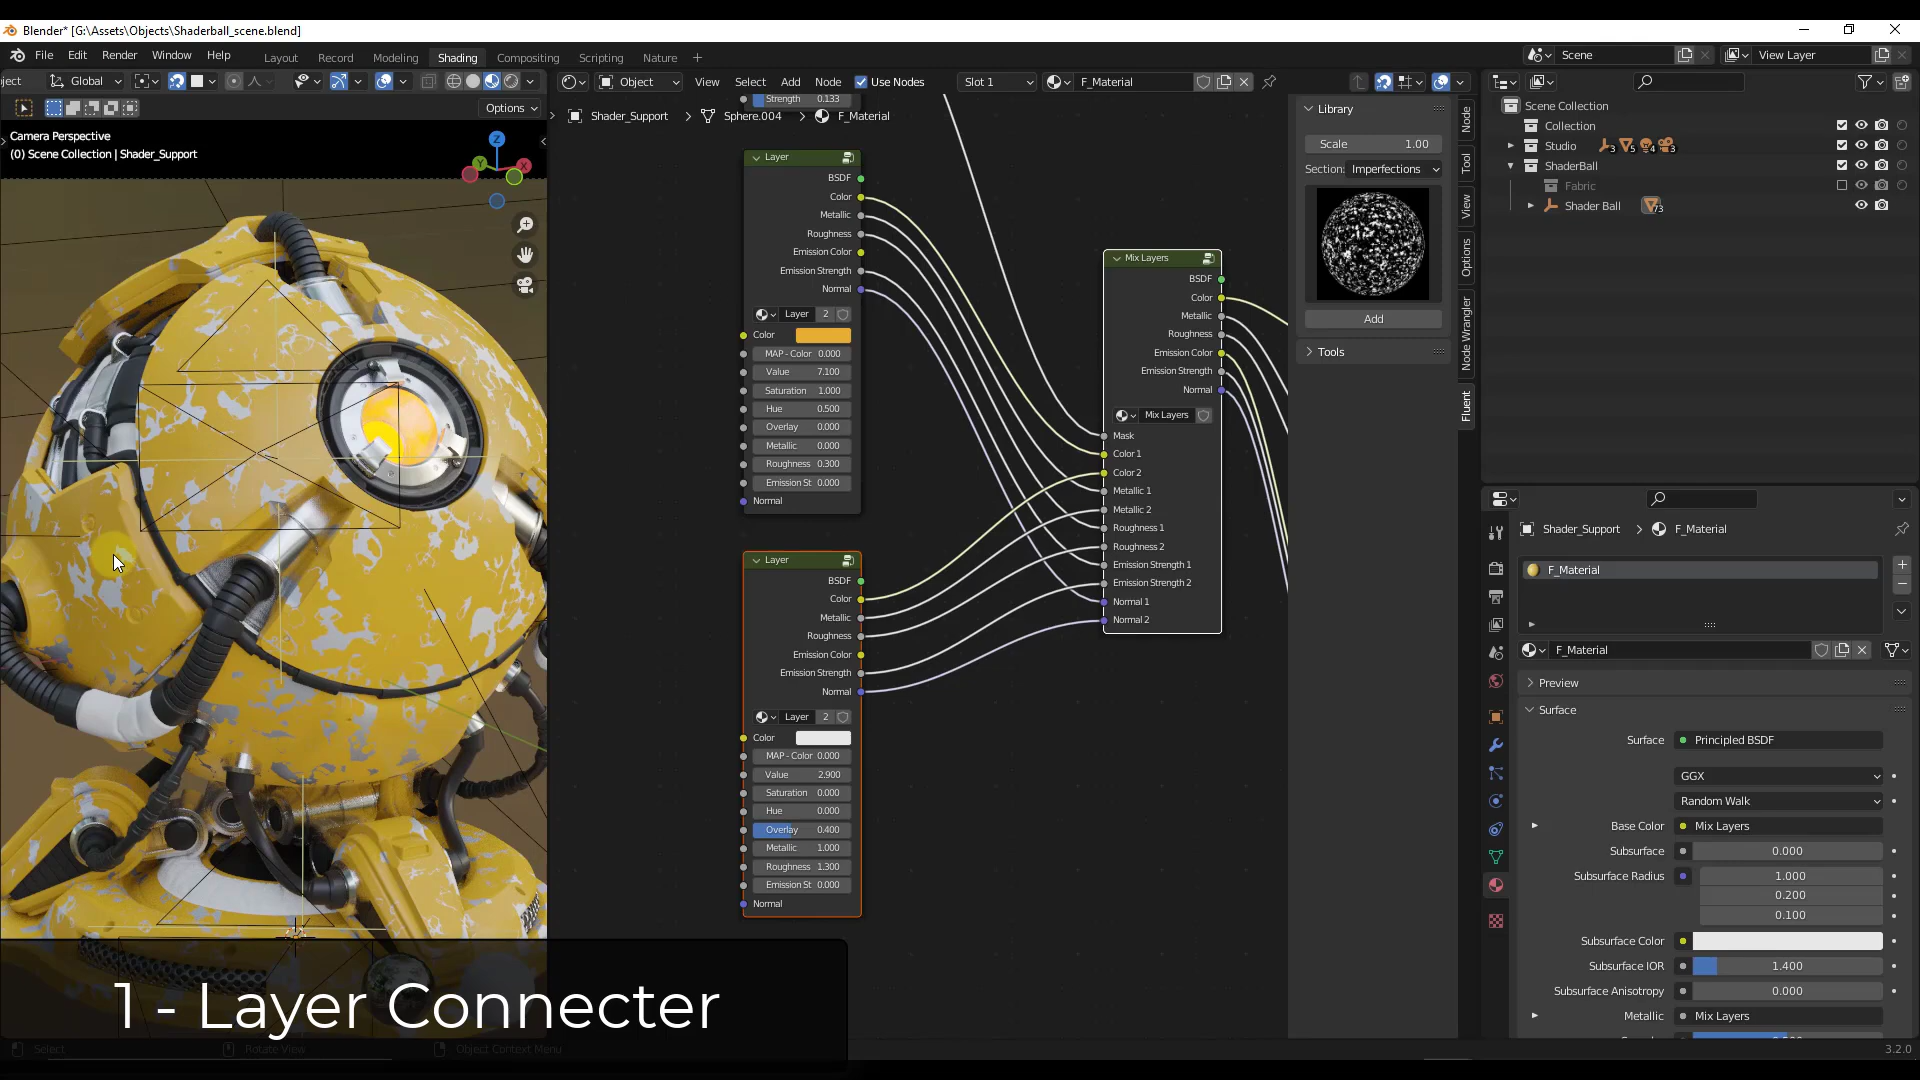 Blender* [G:\Assets\Objects\Shaderball_scene.blend]
File Edit Render Window Help Layout Record Modeling Shading Compositing Scripting Nature + Scene View Layer
ject Global Object View Select Add Node Use Nodes Slot 1 F_Material
Options
Camera Perspective
(0) Scene Collection | Shader_Support
Strength 0.133
Shader_Support > Sphere.004 > F_Material
Layer
BSDF
Color
Metallic
Roughness
Emission Color
Emission Strength
Normal
Layer 2
Color
MAP - Color 0.000
Value 7.100
Saturation 1.000
Hue 0.500
Overlay 0.000
Metallic 0.000
Roughness 0.300
Emission St 0.000
Normal
Layer
BSDF
Color
Metallic
Roughness
Emission Color
Emission Strength
Normal
Layer 2
Color
MAP - Color 0.000
Value 2.900
Saturation 0.000
Hue 0.000
Overlay 0.400
Metallic 1.000
Roughness 1.300
Emission St 0.000
Normal
Mix Layers
BSDF
Color
Metallic
Roughness
Emission Color
Emission Strength
Normal
Mix Layers
Mask
Color 1
Color 2
Metallic 1
Metallic 2
Roughness 1
Roughness 2
Emission Strength 1
Emission Strength 2
Normal 1
Normal 2
Library
Scale 1.00
Section: Imperfections
Add
Tools
Node
Tool
View
Options
Node Wrangler
Fluent
Scene Collection
Collection
Studio 3 5 4 3
ShaderBall
Fabric
Shader Ball 73
Shader_Support > F_Material
F_Material
F_Material
Preview
Surface
Surface Principled BSDF
GGX
Random Walk
Base Color Mix Layers
Subsurface 0.000
Subsurface Radius 1.000
0.200
0.100
Subsurface Color
Subsurface IOR 1.400
Subsurface Anisotropy 0.000
Metallic Mix Layers
1 - Layer Connecter
Select Rotate View Object Context Menu
3.2.0